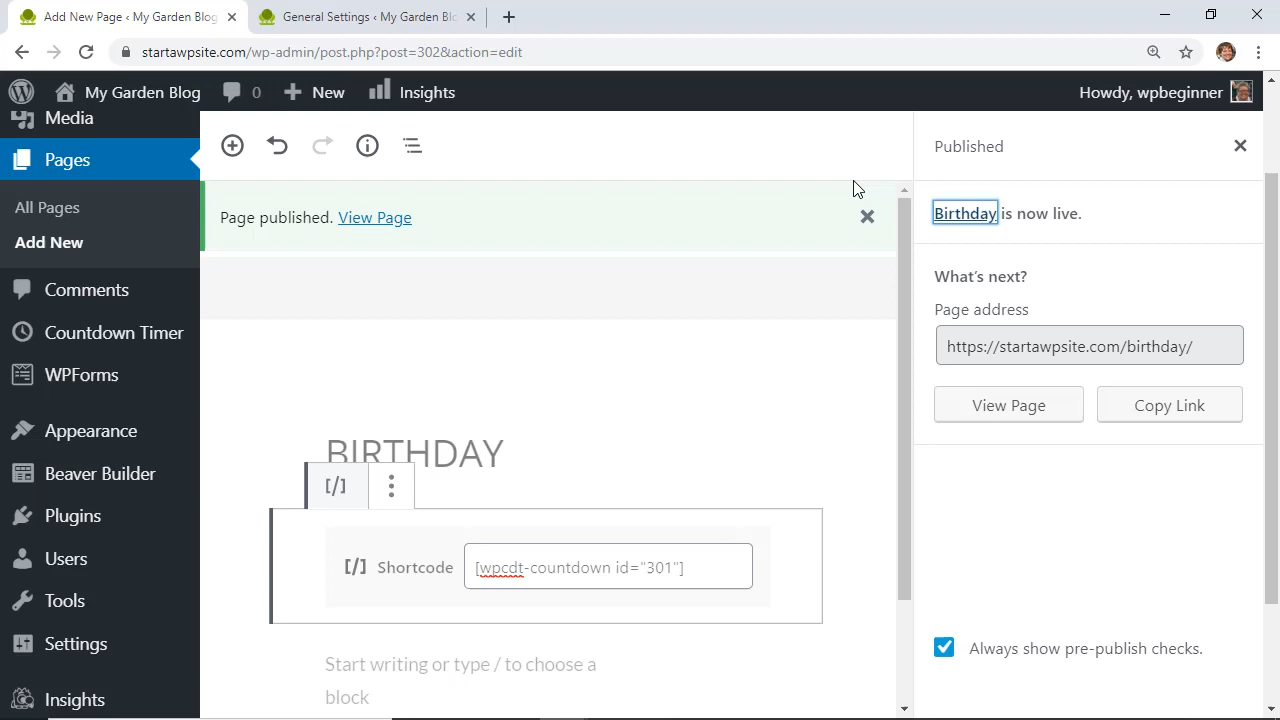 Add New Page ‹ My Garden Blog
General Settings ‹ My Garden Blo
startawpsite.com/wp-admin/post.php?post=302&action=edit
My Garden Blog
0
New
Insights
Howdy, wpbeginner
Media
Pages
All Pages
Add New
Comments
Countdown Timer
WPForms
Appearance
Beaver Builder
Plugins
Users
Tools
Settings
Insights
Page published. View Page
BIRTHDAY
[/]
[/] Shortcode
[wpcdt-countdown id="301"]
Start writing or type / to choose a
block
Published
Birthday is now live.
What's next?
Page address
https://startawpsite.com/birthday/
View Page
Copy Link
Always show pre-publish checks.